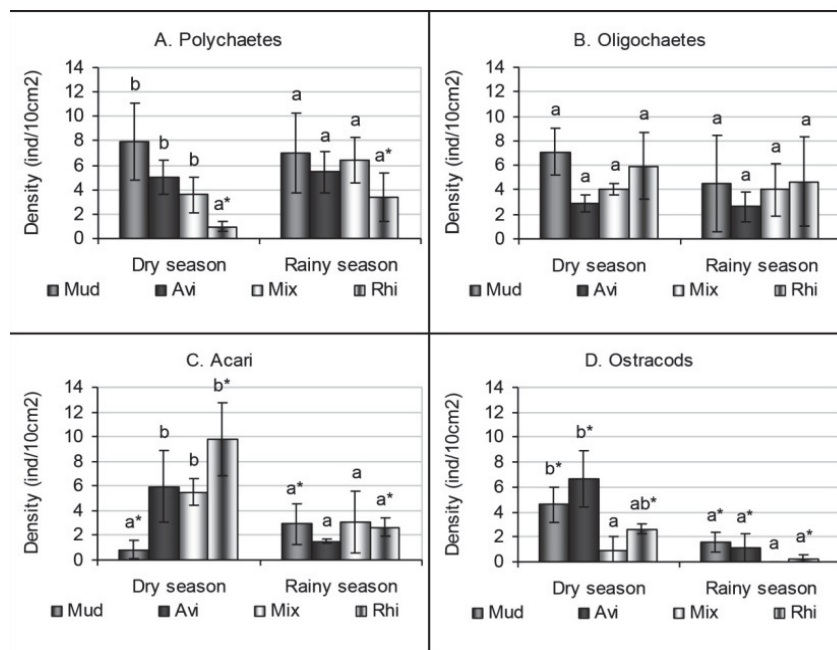 A. Polychaetes
Density (ind/10cm2)
14
12
10
8
6
4
2
0
b
b
b
a*
a
a
a
a*
Dry season
Rainy season
Mud
Avi
Mix
Rhi
B. Oligochaetes
Density (ind/10cm2)
14
12
10
8
6
4
2
0
a
a
a
a
a
a
a
a
Dry season
Rainy season
Mud
Avi
Mix
Rhi
C. Acari
Density (ind/10cm2)
14
12
10
8
6
4
2
0
a*
b
b
b*
a*
a
a
a*
Dry season
Rainy season
Mud
Avi
Mix
Rhi
D. Ostracods
Density (ind/10cm2)
14
12
10
8
6
4
2
0
b*
b*
a
ab*
a*
a*
a
a*
Dry season
Rainy season
Mud
Avi
Mix
Rhi